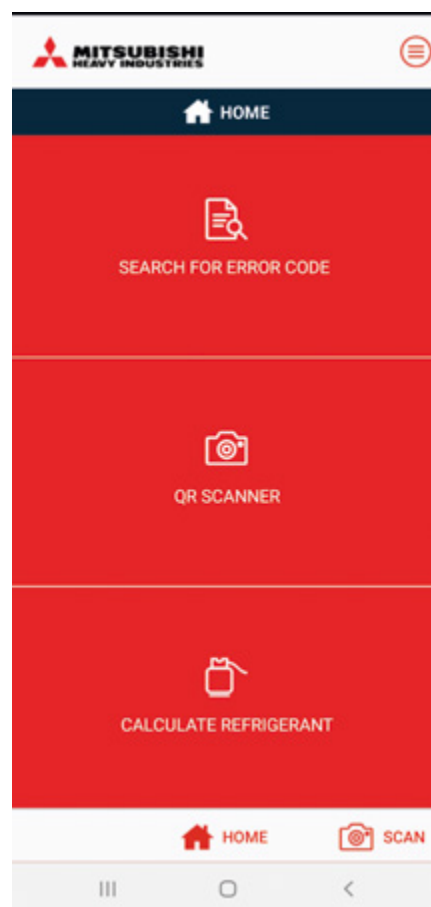 MITSUBISHI
HEAVY INDUSTRIES
HOME
SEARCH FOR ERROR CODE
QR SCANNER
CALCULATE REFRIGERANT
HOME
SCAN